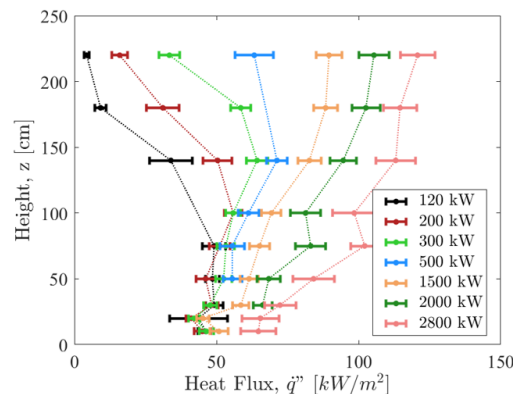 250
200
150
100
50
0
Height, z [cm]
120 kW
200 kW
300 kW
500 kW
1500 kW
2000 kW
2800 kW
0 50 100 150
Heat Flux, q̇" [kW/m²]